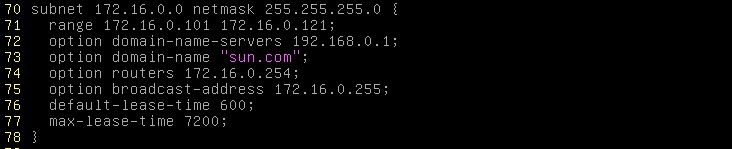 70 subnet 172.16.0.0 netmask 255.255.255.0 {
71   range 172.16.0.101 172.16.0.121;
72   option domain-name-servers 192.168.0.1;
73   option domain-name "sun.com";
74   option routers 172.16.0.254;
75   option broadcast-address 172.16.0.255;
76   default-lease-time 600;
77   max-lease-time 7200;
78 }